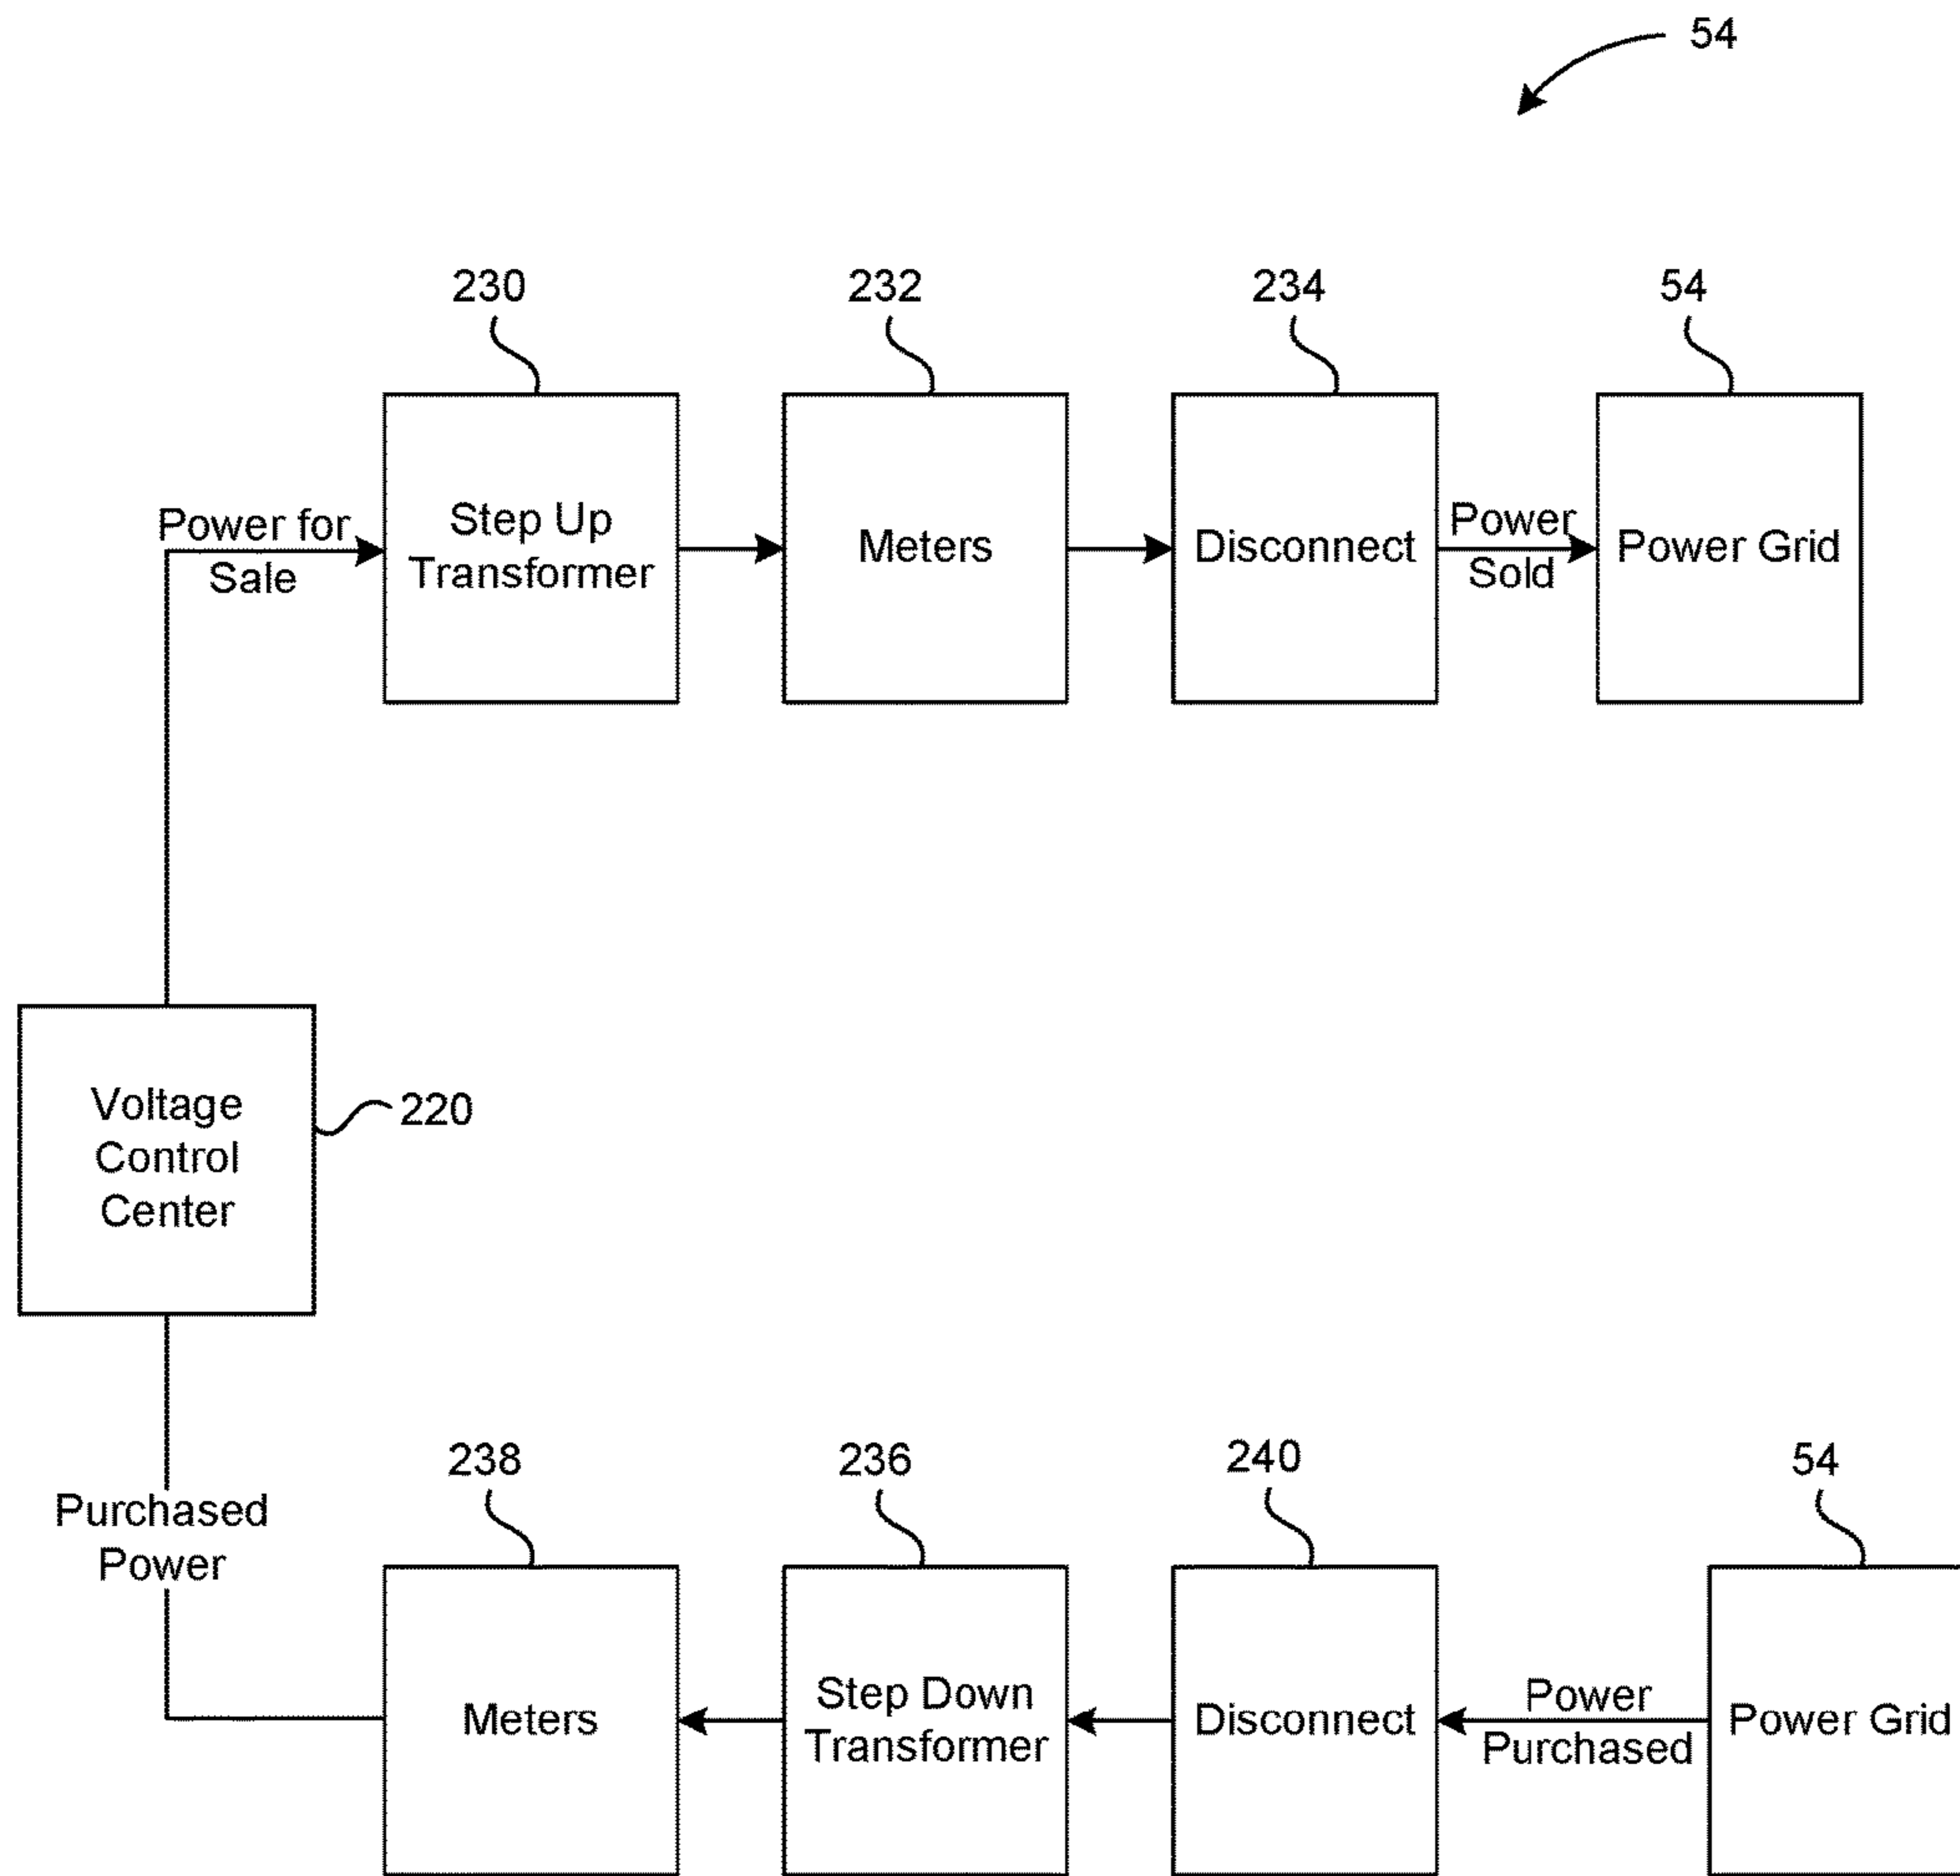 54
230
232
234
54
Power for
Sale
Step Up
Transformer
Meters
Disconnect
Power
Sold
Power Grid
Voltage
Control
Center
220
Purchased
Power
238
236
240
54
Meters
Step Down
Transformer
Disconnect
Power
Purchased
Power Grid